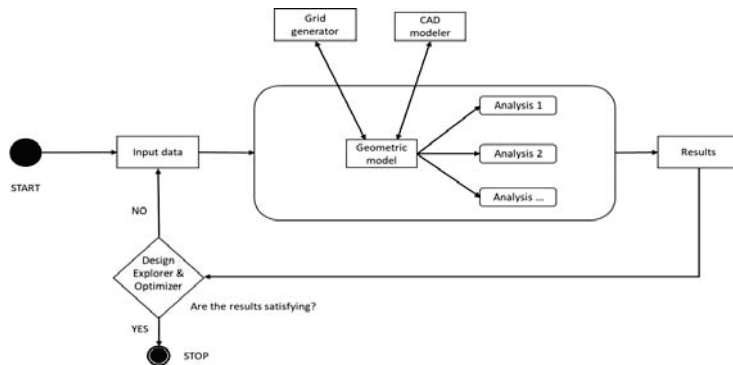 Grid
generator
CAD
modeler
Analysis 1
Input data
Geometric
model
Analysis 2
Results
START
Analysis ...
NO
Design
Explorer &
Optimizer
Are the results satisfying?
YES
STOP